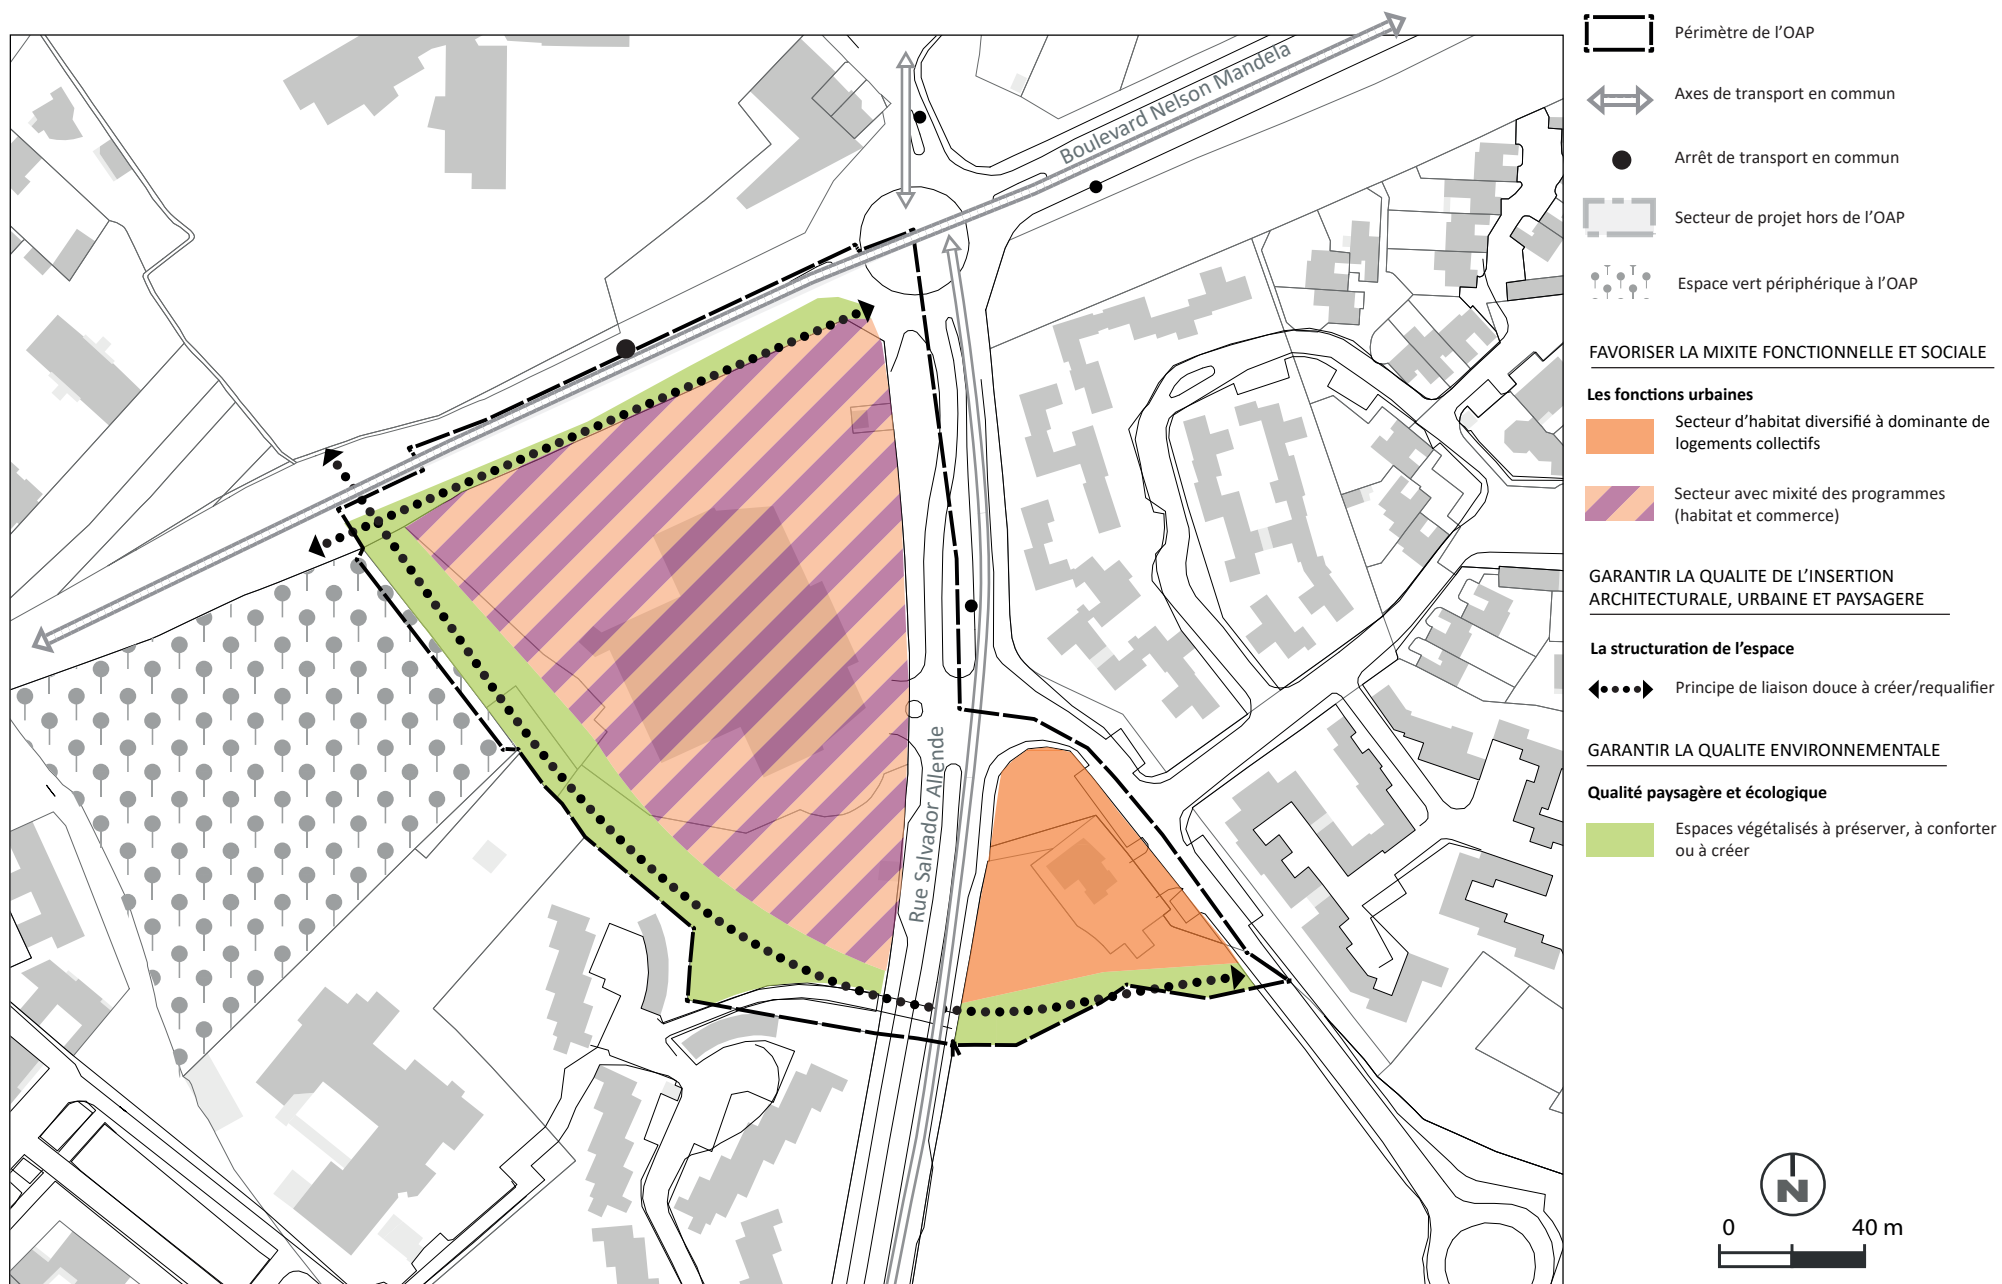 Boulevard Nelson Mandela
Rue Salvador Allende
Périmètre de l'OAP
Axes de transport en commun
Arrêt de transport en commun
Secteur de projet hors de l'OAP
Espace vert périphérique à l'OAP
FAVORISER LA MIXITE FONCTIONNELLE ET SOCIALE
Les fonctions urbaines
Secteur d'habitat diversifié à dominante de
logements collectifs
Secteur avec mixité des programmes
(habitat et commerce)
GARANTIR LA QUALITE DE L'INSERTION
ARCHITECTURALE, URBAINE ET PAYSAGERE
La structuration de l'espace
Principe de liaison douce à créer/requalifier
GARANTIR LA QUALITE ENVIRONNEMENTALE
Qualité paysagère et écologique
Espaces végétalisés à préserver, à conforter
ou à créer
N
0 40 m